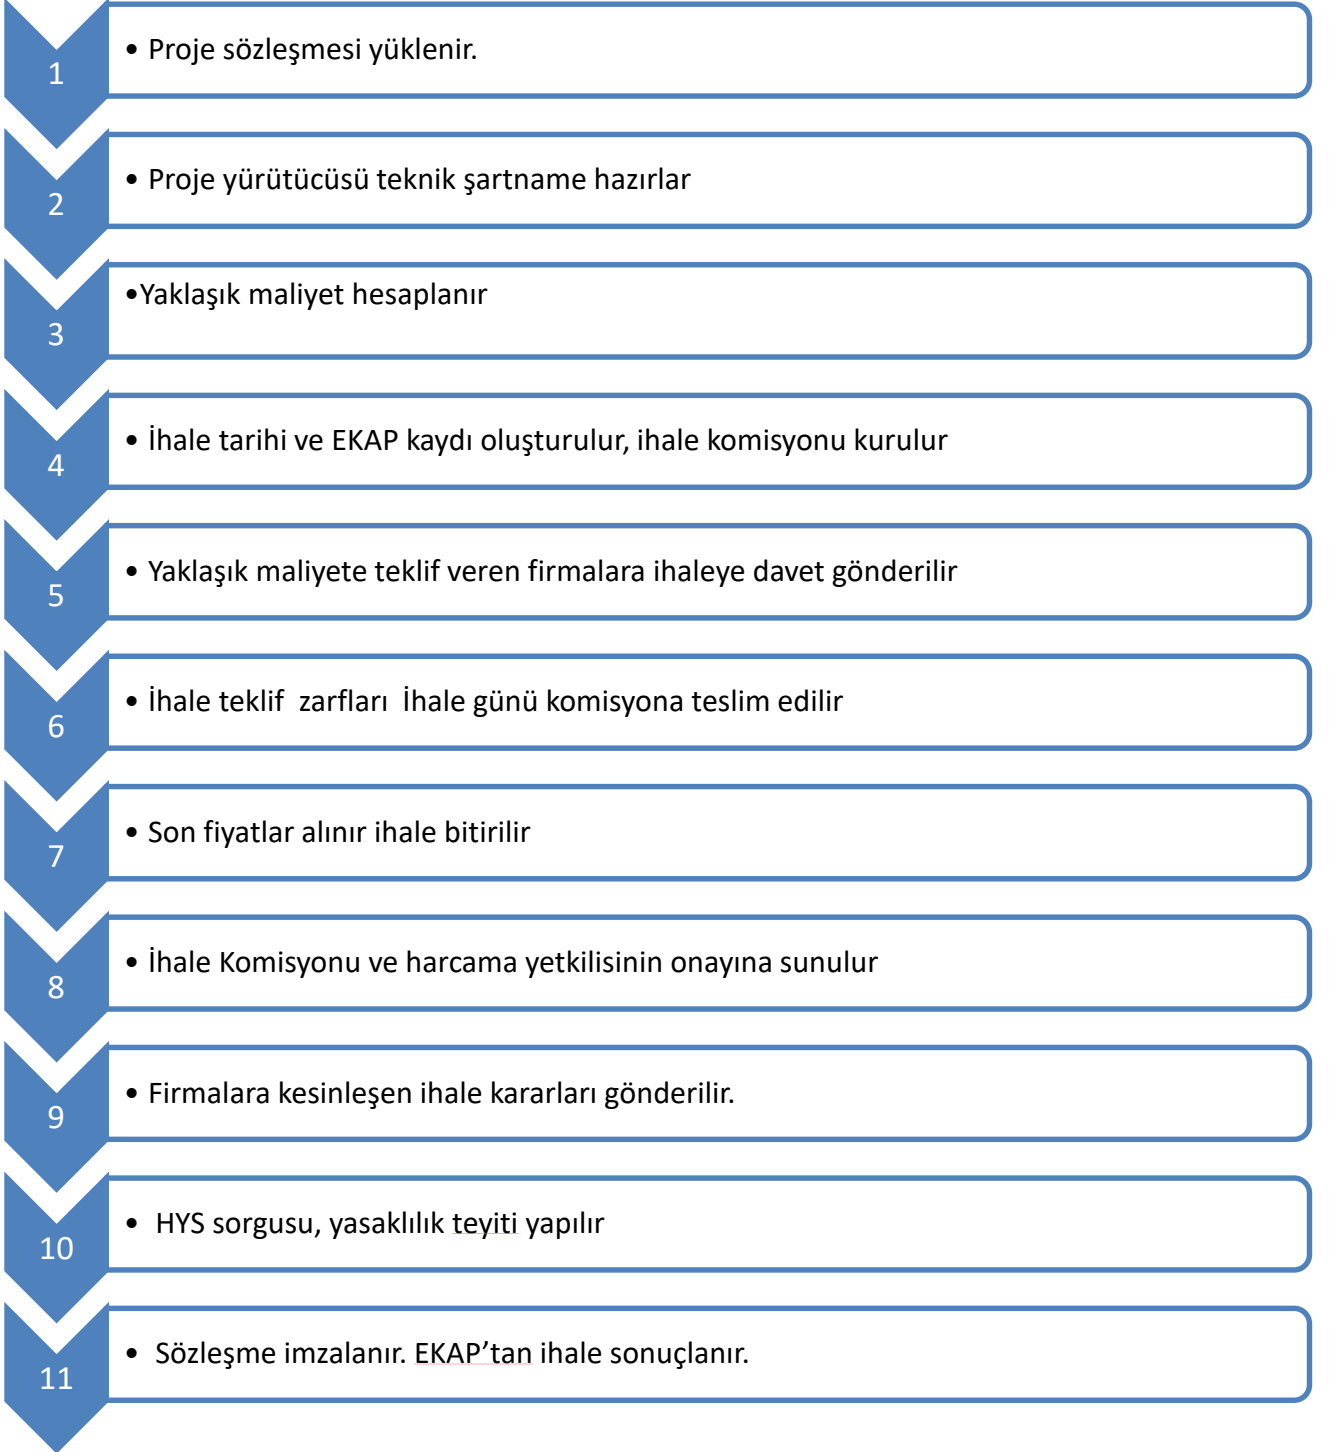 1
• Proje sözleşmesi yüklenir.
2
• Proje yürütücüsü teknik şartname hazırlar
3
•Yaklaşık maliyet hesaplanır
4
• İhale tarihi ve EKAP kaydı oluşturulur, ihale komisyonu kurulur
5
• Yaklaşık maliyete teklif veren firmalara ihaleye davet gönderilir
6
• İhale teklif  zarfları  İhale günü komisyona teslim edilir
7
• Son fiyatlar alınır ihale bitirilir
8
• İhale Komisyonu ve harcama yetkilisinin onayına sunulur
9
• Firmalara kesinleşen ihale kararları gönderilir.
10
• HYS sorgusu, yasaklılık teyiti yapılır
11
• Sözleşme imzalanır. EKAP’tan ihale sonuçlanır.